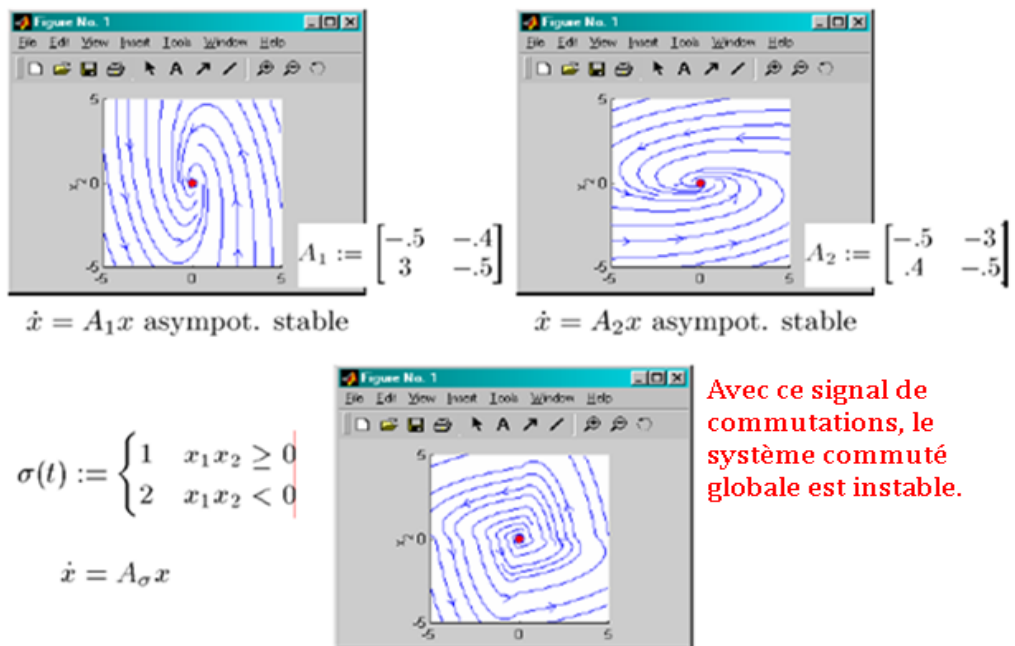 Figure No. 1
File Edit View Insert Tools Window Help
5
x2 0
-5
-5 0 5
A1 := [-.5 -.4
3 -.5]
ẋ = A1x asympot. stable
Figure No. 1
File Edit View Insert Tools Window Help
5
x2 0
-5
-5 0 5
A2 := [-.5 -3
.4 -.5]
ẋ = A2x asympot. stable
σ(t) := { 1 x1x2 ≥ 0
2 x1x2 < 0
ẋ = Aσx
Figure No. 1
File Edit View Insert Tools Window Help
5
x2 0
-5
-5 0 5
Avec ce signal de
commutations, le
système commuté
globale est instable.